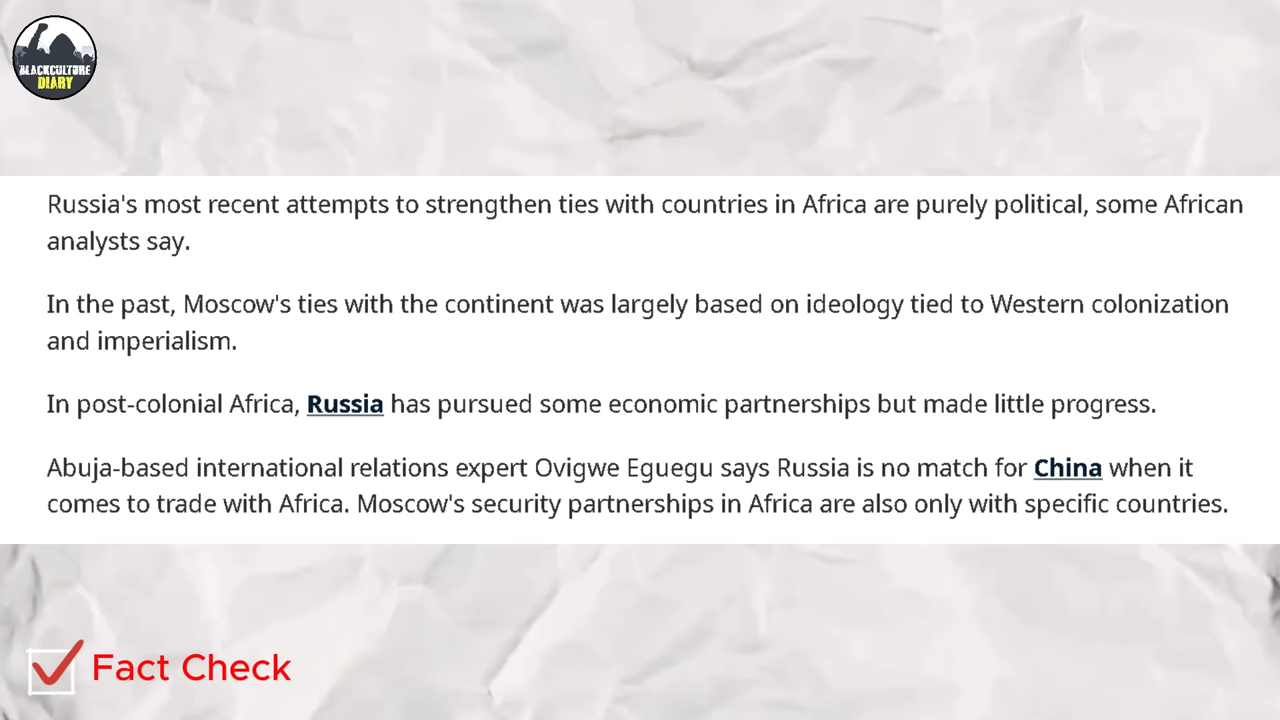 BLACKCULTURE
DIARY
Russia's most recent attempts to strengthen ties with countries in Africa are purely political, some African
analysts say.
In the past, Moscow's ties with the continent was largely based on ideology tied to Western colonization
and imperialism.
In post-colonial Africa, Russia has pursued some economic partnerships but made little progress.
Abuja-based international relations expert Ovigwe Eguegu says Russia is no match for China when it
comes to trade with Africa. Moscow's security partnerships in Africa are also only with specific countries.
Fact Check